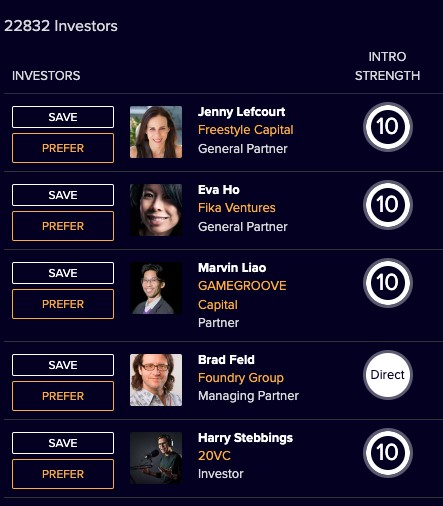 22832 Investors
INTRO
INVESTORS STRENGTH
SAVE
PREFER
Jenny Lefcourt
Freestyle Capital
General Partner
10
SAVE
PREFER
Eva Ho
Fika Ventures
General Partner
10
SAVE
PREFER
Marvin Liao
GAMEGROOVE
Capital
Partner
10
SAVE
PREFER
Brad Feld
Foundry Group
Managing Partner
Direct
SAVE
PREFER
Harry Stebbings
20VC
Investor
10